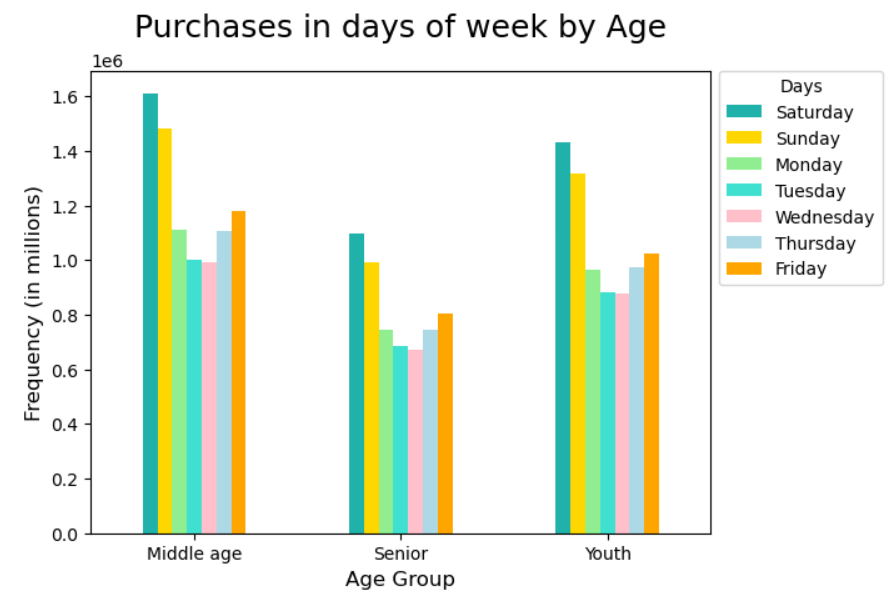 Purchases in days of week by Age
1e6
1.6
1.4
1.2
1.0
0.8
0.6
0.4
0.2
0.0
Frequency (in millions)
Middle age
Senior
Youth
Age Group
Days
Saturday
Sunday
Monday
Tuesday
Wednesday
Thursday
Friday